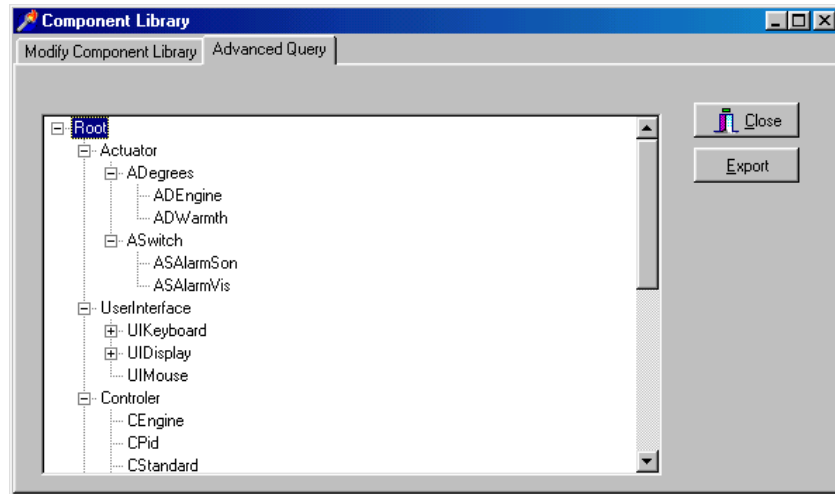 Component Library
Modify Component Library Advanced Query
Root
Close
Actuator
ADegrees
Export
ADEngine
ADWarmth
ASwitch
ASAlarmSon
ASAlarmVis
UserInterface
UIKeyboard
UIDisplay
UIMouse
Controler
CEngine
CPid
CStandard